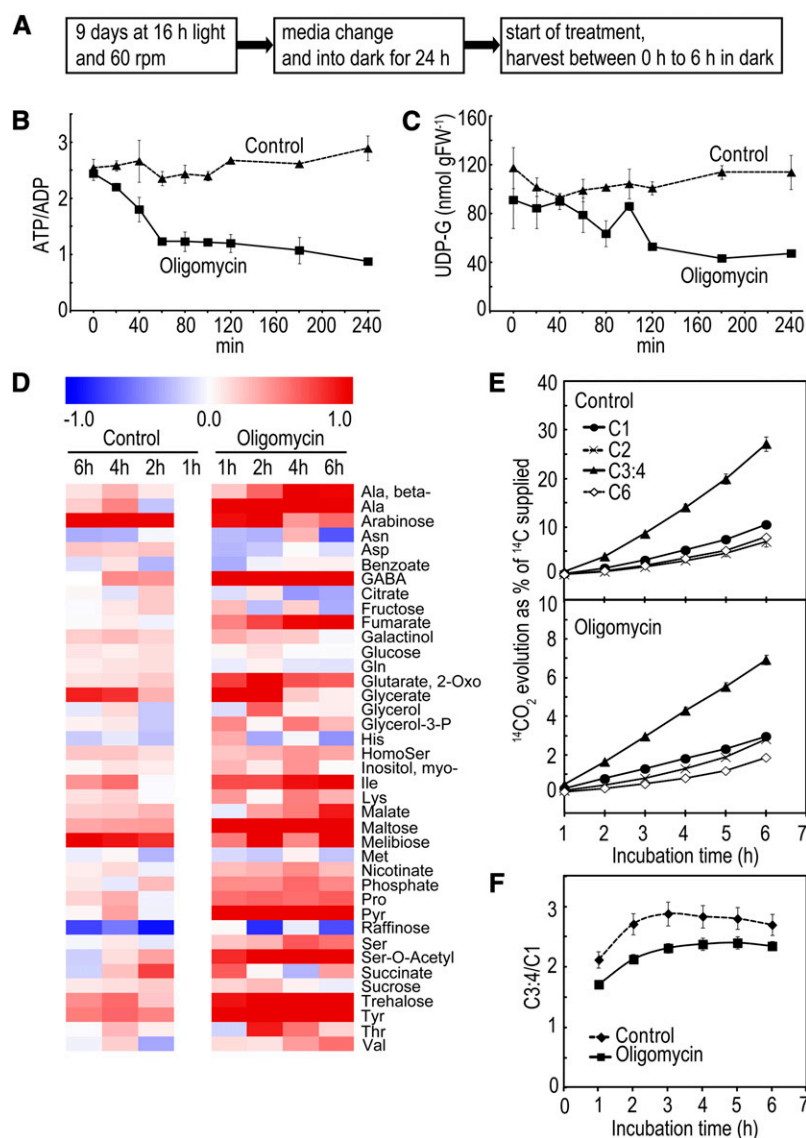 A
9 days at 16 h light
and 60 rpm
media change
and into dark for 24 h
start of treatment,
harvest between 0 h to 6 h in dark
B
ATP/ADP
3
2
1
0
Control
Oligomycin
0 40 80 120 160 200 240
min
C
UDP-G (nmol gFW⁻¹)
160
120
80
40
0
Control
Oligomycin
0 40 80 120 160 200 240
min
D
-1.0 0.0 1.0
Control Oligomycin
6h 4h 2h 1h 1h 2h 4h 6h
Ala, beta-
Ala
Arabinose
Asn
Asp
Benzoate
GABA
Citrate
Fructose
Fumarate
Galactinol
Glucose
Gln
Glutarate, 2-Oxo
Glycerate
Glycerol
Glycerol-3-P
His
HomoSer
Inositol, myo-
Ile
Lys
Malate
Maltose
Melibiose
Met
Nicotinate
Phosphate
Pro
Pyr
Raffinose
Ser
Ser-O-Acetyl
Succinate
Sucrose
Trehalose
Tyr
Thr
Val
E
¹⁴CO₂ evolution as % of ¹⁴C supplied
40
30
20
10
0
Control
C1
C2
C3:4
C6
10
8
6
4
2
0
Oligomycin
1 2 3 4 5 6 7
Incubation time (h)
F
C3:4/C1
3
2
1
0
Control
Oligomycin
0 1 2 3 4 5 6 7
Incubation time (h)